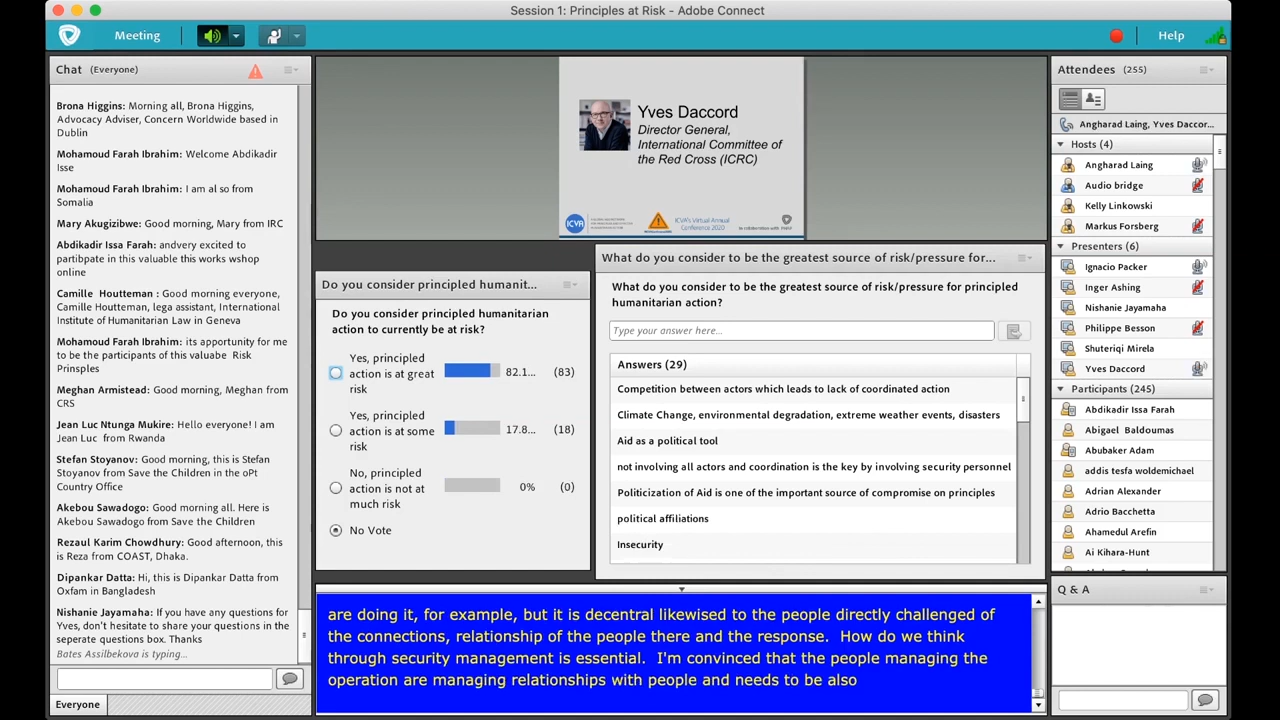 Session 1: Principles at Risk - Adobe Connect
Meeting
Help
Chat (Everyone)
Brona Higgins: Morning all, Brona Higgins,
Advocacy Adviser, Concern Worldwide based in
Dublin
Mohamoud Farah Ibrahim: Welcome Abdikadir
Isse
Mohamoud Farah Ibrahim: I am al so from
Somalia
Mary Akugizibwe: Good morning, Mary from IRC
Abdikadir Issa Farah: andvery excited to
partibpate in this valuable this works wshop
online
Camille Houtteman : Good morning everyone,
Camille Houtteman, lega assistant, International
Institute of Humanitarian Law in Geneva
Mohamoud Farah Ibrahim: its opportunity for me
to be the participants of this valuabe Risk
Prinsples
Meghan Armistead: Good morning, Meghan from
CRS
Jean Luc Ntunga Mukire: Hello everyone! I am
Jean Luc from Rwanda
Stefan Stoyanov: Good morning, this is Stefan
Stoyanov from Save the Children in the oPt
Country Office
Akebou Sawadogo: Good morning all. Here is
Akebou Sawadogo from Save the Children
Rezaul Karim Chowdhury: Good afternoon, this
is Reza from COAST, Dhaka.
Dipankar Datta: Hi, this is Dipankar Datta from
Oxfam in Bangladesh
Nishanie Jayamaha: If you have any questions for
Yves, don't hesitate to share your questions in the
seperate questions box. Thanks
Bates Assilbekova is typing...
Everyone
Yves Daccord
Director General,
International Committee of
the Red Cross (ICRC)
ICVA
ICVA's Virtual Annual
Conference 2020
Do you consider principled humanit...
Do you consider principled humanitarian
action to currently be at risk?
Yes, principled
action is at great
risk
82.1... (83)
Yes, principled
action is at some
risk
17.8... (18)
No, principled
action is not at
much risk
0% (0)
No Vote
What do you consider to be the greatest source of risk/pressure for...
What do you consider to be the greatest source of risk/pressure for principled
humanitarian action?
Type your answer here...
Answers (29)
Competition between actors which leads to lack of coordinated action
Climate Change, environmental degradation, extreme weather events, disasters
Aid as a political tool
not involving all actors and coordination is the key by involving security personnel
Politicization of Aid is one of the important source of compromise on principles
political affiliations
Insecurity
are doing it, for example, but it is decentral likewised to the people directly challenged of
the connections, relationship of the people there and the response. How do we think
through security management is essential. I'm convinced that the people managing the
operation are managing relationships with people and needs to be also
Attendees (255)
Angharad Laing, Yves Daccor...
Hosts (4)
Angharad Laing
Audio bridge
Kelly Linkowski
Markus Forsberg
Presenters (6)
Ignacio Packer
Inger Ashing
Nishanie Jayamaha
Philippe Besson
Shuteriqi Mirela
Yves Daccord
Participants (245)
Abdikadir Issa Farah
Abigael Baldoumas
Abubaker Adam
addis tesfa woldemichael
Adrian Alexander
Adrio Bacchetta
Ahamedul Arefin
Ai Kihara-Hunt
Q & A